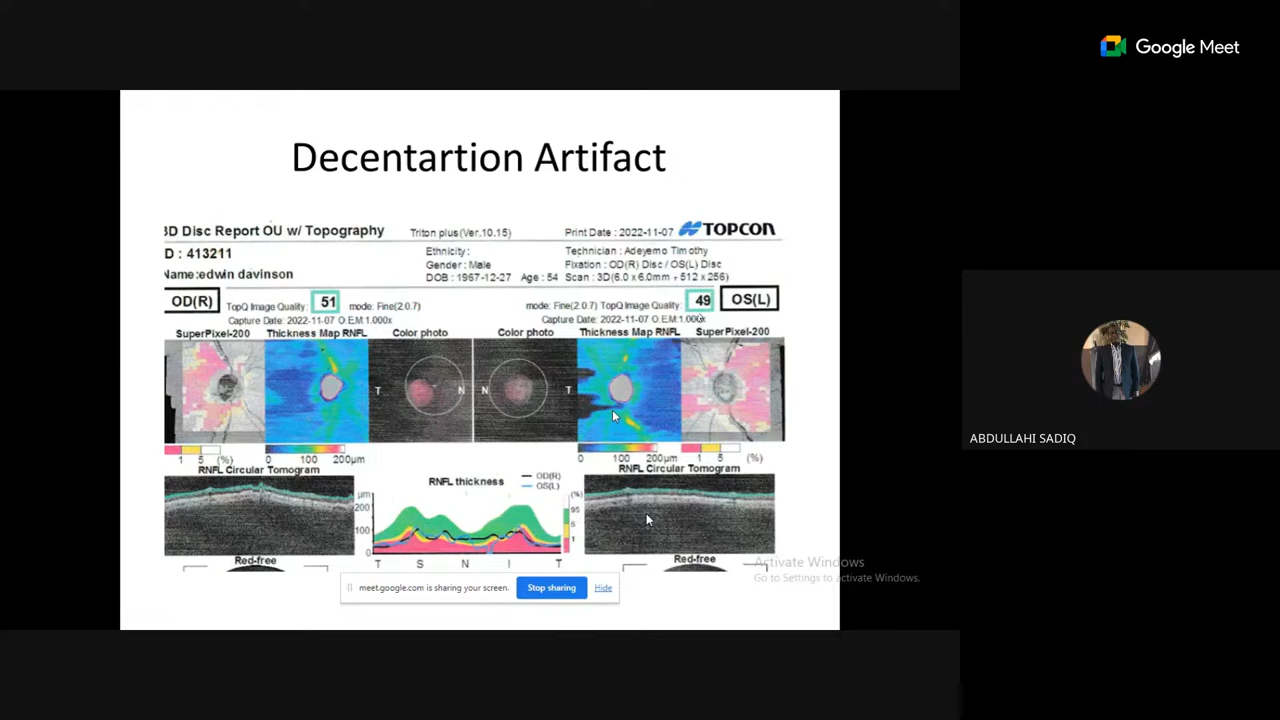 Google Meet
Decentartion Artifact
3D Disc Report OU w/ Topography
Triton plus(Ver.10.15)
Print Date : 2022-11-07
TOPCON
D : 413211
Ethnicity :
Technician : Adeyemo Timothy
Gender : Male
Fixation : OD(R) Disc / OS(L) Disc
Name:edwin davinson
DOB : 1967-12-27 Age : 54
Scan : 3D(6.0 x 6.0mm - 512 x 256)
OD(R)
TopQ Image Quality: 51 mode: Fine(2.0.7)
mode: Fine(2.0.7) TopQ Image Quality: 49
OS(L)
Capture Date: 2022-11-07 O.E.M:1.000x
Capture Date: 2022-11-07 O.E.M:1.000x
SuperPixel-200
Thickness Map RNFL
Color photo
Color photo
Thickness Map RNFL
SuperPixel-200
T N N T
1 5 (%)
0 100 200μm
0 100 200μm
1 5 (%)
RNFL Circular Tomogram
RNFL Circular Tomogram
RNFL thickness
OD(R)
OS(L)
μm
200
100
0
(%)
95
5
1
T S N I T
Red-free
Red-free
meet.google.com is sharing your screen.
Stop sharing
Hide
Activate Windows
Go to Settings to activate Windows.
ABDULLAHI SADIQ